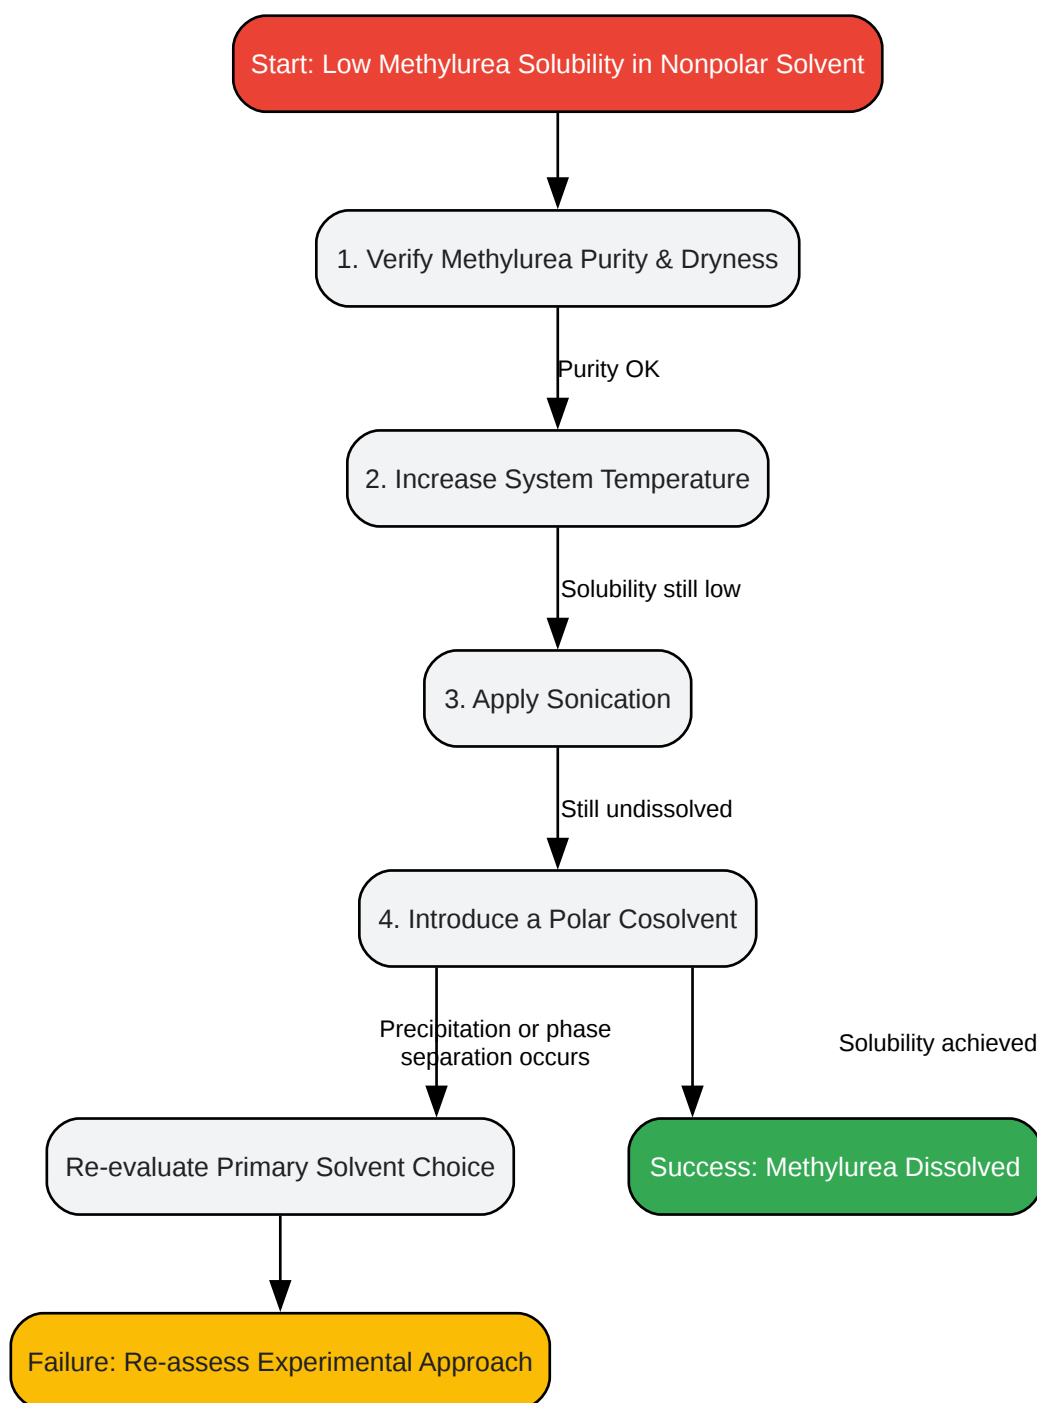 Start: Low Methylurea Solubility in Nonpolar Solvent
1. Verify Methylurea Purity & Dryness
Purity OK
2. Increase System Temperature
Solubility still low
3. Apply Sonication
Still undissolved
4. Introduce a Polar Cosolvent
Precipitation or phase
separation occurs
Solubility achieved
Re-evaluate Primary Solvent Choice
Success: Methylurea Dissolved
Failure: Re-assess Experimental Approach